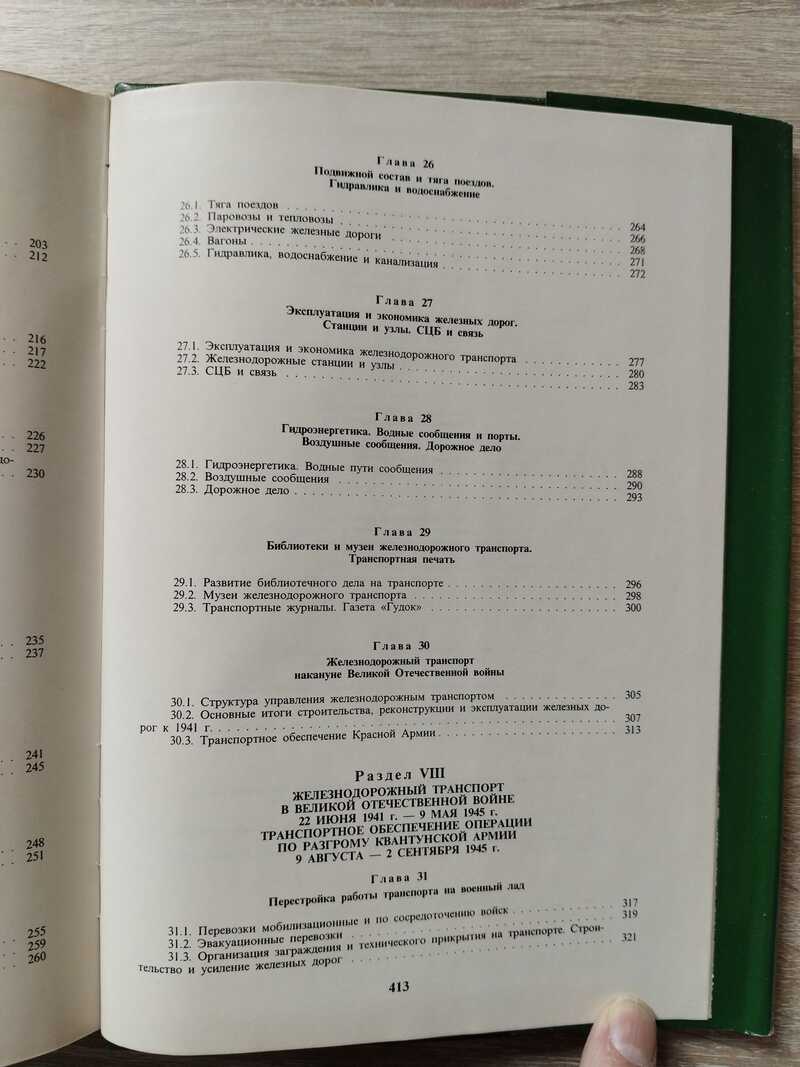 . . 203
. . 212
. . 216
. . 217
. . 222
. . 226
. . 227
ю-
. . 230
. . 235
. . 237
. . 241
. . 245
. . 248
. . 251
255
259
260
Глава 26
Подвижной состав и тяга поездов.
Гидравлика и водоснабжение
26.1. Тяга поездов . . . . . . . . . . 264
26.2. Паровозы и тепловозы . . . . . . . . . . 266
26.3. Электрические железные дороги . . . . . . . . . . 268
26.4. Вагоны . . . . . . . . . . 271
26.5. Гидравлика, водоснабжение и канализация . . . . . . . . . . 272
Глава 27
Эксплуатация и экономика железных дорог.
Станции и узлы. СЦБ и связь
27.1. Эксплуатация и экономика железнодорожного транспорта . . . . . . . . . . 277
27.2. Железнодорожные станции и узлы . . . . . . . . . . 280
27.3. СЦБ и связь . . . . . . . . . . 283
Глава 28
Гидроэнергетика. Водные сообщения и порты.
Воздушные сообщения. Дорожное дело
28.1. Гидроэнергетика. Водные пути сообщения . . . . . . . . . . 288
28.2. Воздушные сообщения . . . . . . . . . . 290
28.3. Дорожное дело . . . . . . . . . . 293
Глава 29
Библиотеки и музеи железнодорожного транспорта.
Транспортная печать
29.1. Развитие библиотечного дела на транспорте . . . . . . . . . . 296
29.2. Музеи железнодорожного транспорта . . . . . . . . . . 298
29.3. Транспортные журналы. Газета «Гудок» . . . . . . . . . . 300
Глава 30
Железнодорожный транспорт
накануне Великой Отечественной войны
30.1. Структура управления железнодорожным транспортом . . . . . . . . . . 305
30.2. Основные итоги строительства, реконструкции и эксплуатации железных до-
рог к 1941 г. . . . . . . . . . . 307
30.3. Транспортное обеспечение Красной Армии . . . . . . . . . . 313
Раздел VIII
ЖЕЛЕЗНОДОРОЖНЫЙ ТРАНСПОРТ
В ВЕЛИКОЙ ОТЕЧЕСТВЕННОЙ ВОЙНЕ
22 ИЮНЯ 1941 г. — 9 МАЯ 1945 г.
ТРАНСПОРТНОЕ ОБЕСПЕЧЕНИЕ ОПЕРАЦИИ
ПО РАЗГРОМУ КВАНТУНСКОЙ АРМИИ
9 АВГУСТА — 2 СЕНТЯБРЯ 1945 г.
Глава 31
Перестройка работы транспорта на военный лад
31.1. Перевозки мобилизационные и по сосредоточению войск . . . . . . . . . . 317
31.2. Эвакуационные перевозки . . . . . . . . . . 319
31.3. Организация заграждения и технического прикрытия на транспорте. Строи-
тельство и усиление железных дорог . . . . . . . . . . 321
413